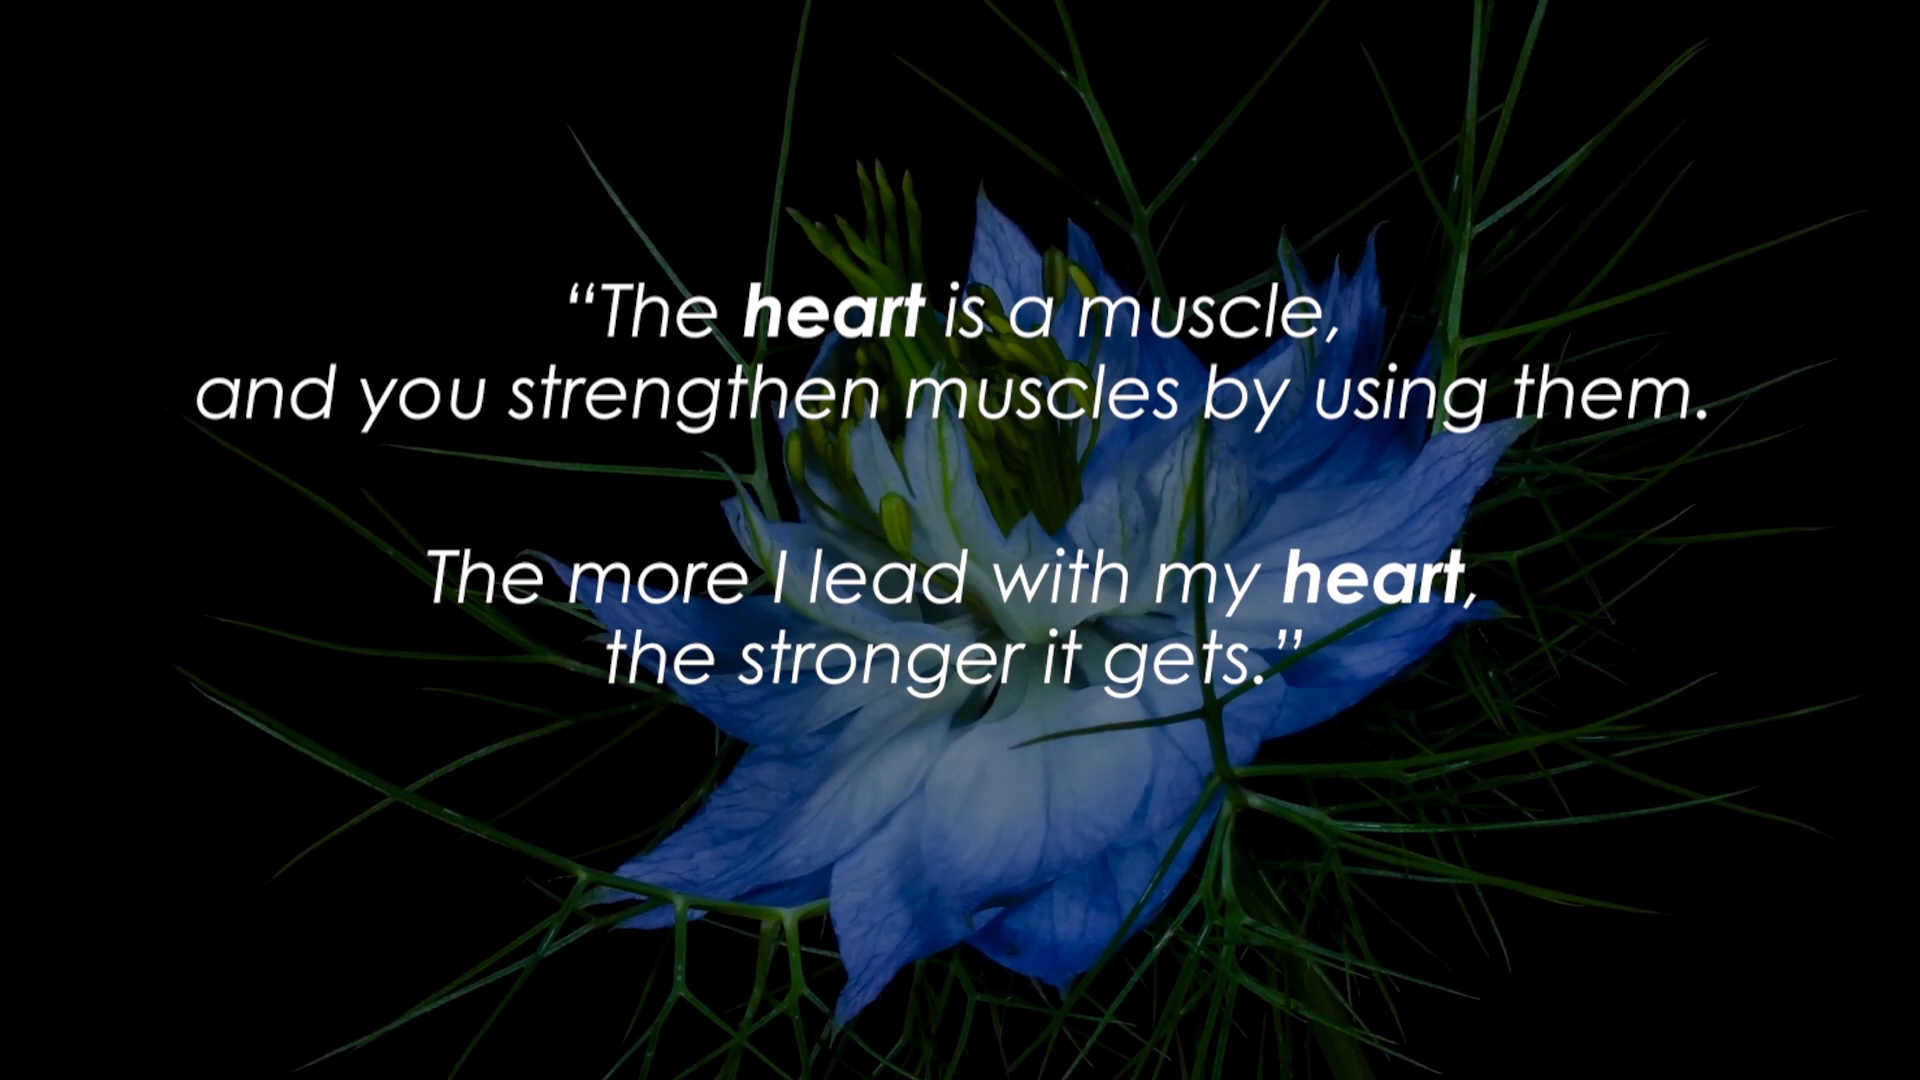 “The heart is a muscle,
and you strengthen muscles by using them.
The more I lead with my heart,
the stronger it gets.”